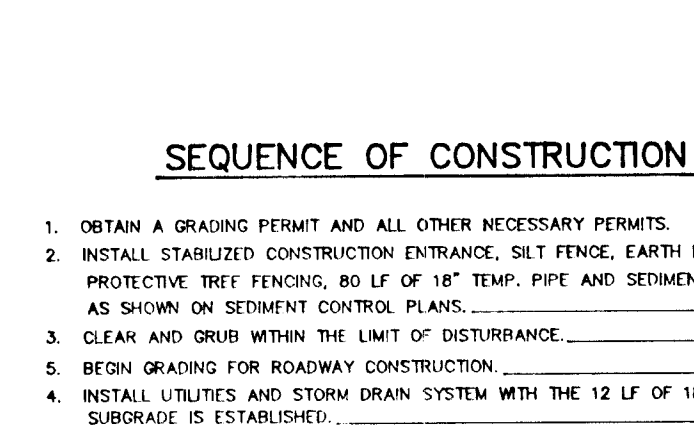 SEQUENCE OF CONSTRUCTION
1. OBTAIN A GRADING PERMIT AND ALL OTHER NECESSARY PERMITS.
2. INSTALL STABILIZED CONSTRUCTION ENTRANCE, SILT FENCE, EARTH
PROTECTIVE TREE FENCING, 80 LF OF 18" TEMP. PIPE AND SEDIMEN
AS SHOWN ON SEDIMENT CONTROL PLANS.
3. CLEAR AND GRUB WITHIN THE LIMIT OF DISTURBANCE.
5. BEGIN GRADING FOR ROADWAY CONSTRUCTION.
4. INSTALL UTILITIES AND STORM DRAIN SYSTEM WITH THE 12 LF OF
SUBGRADE IS ESTABLISHED.